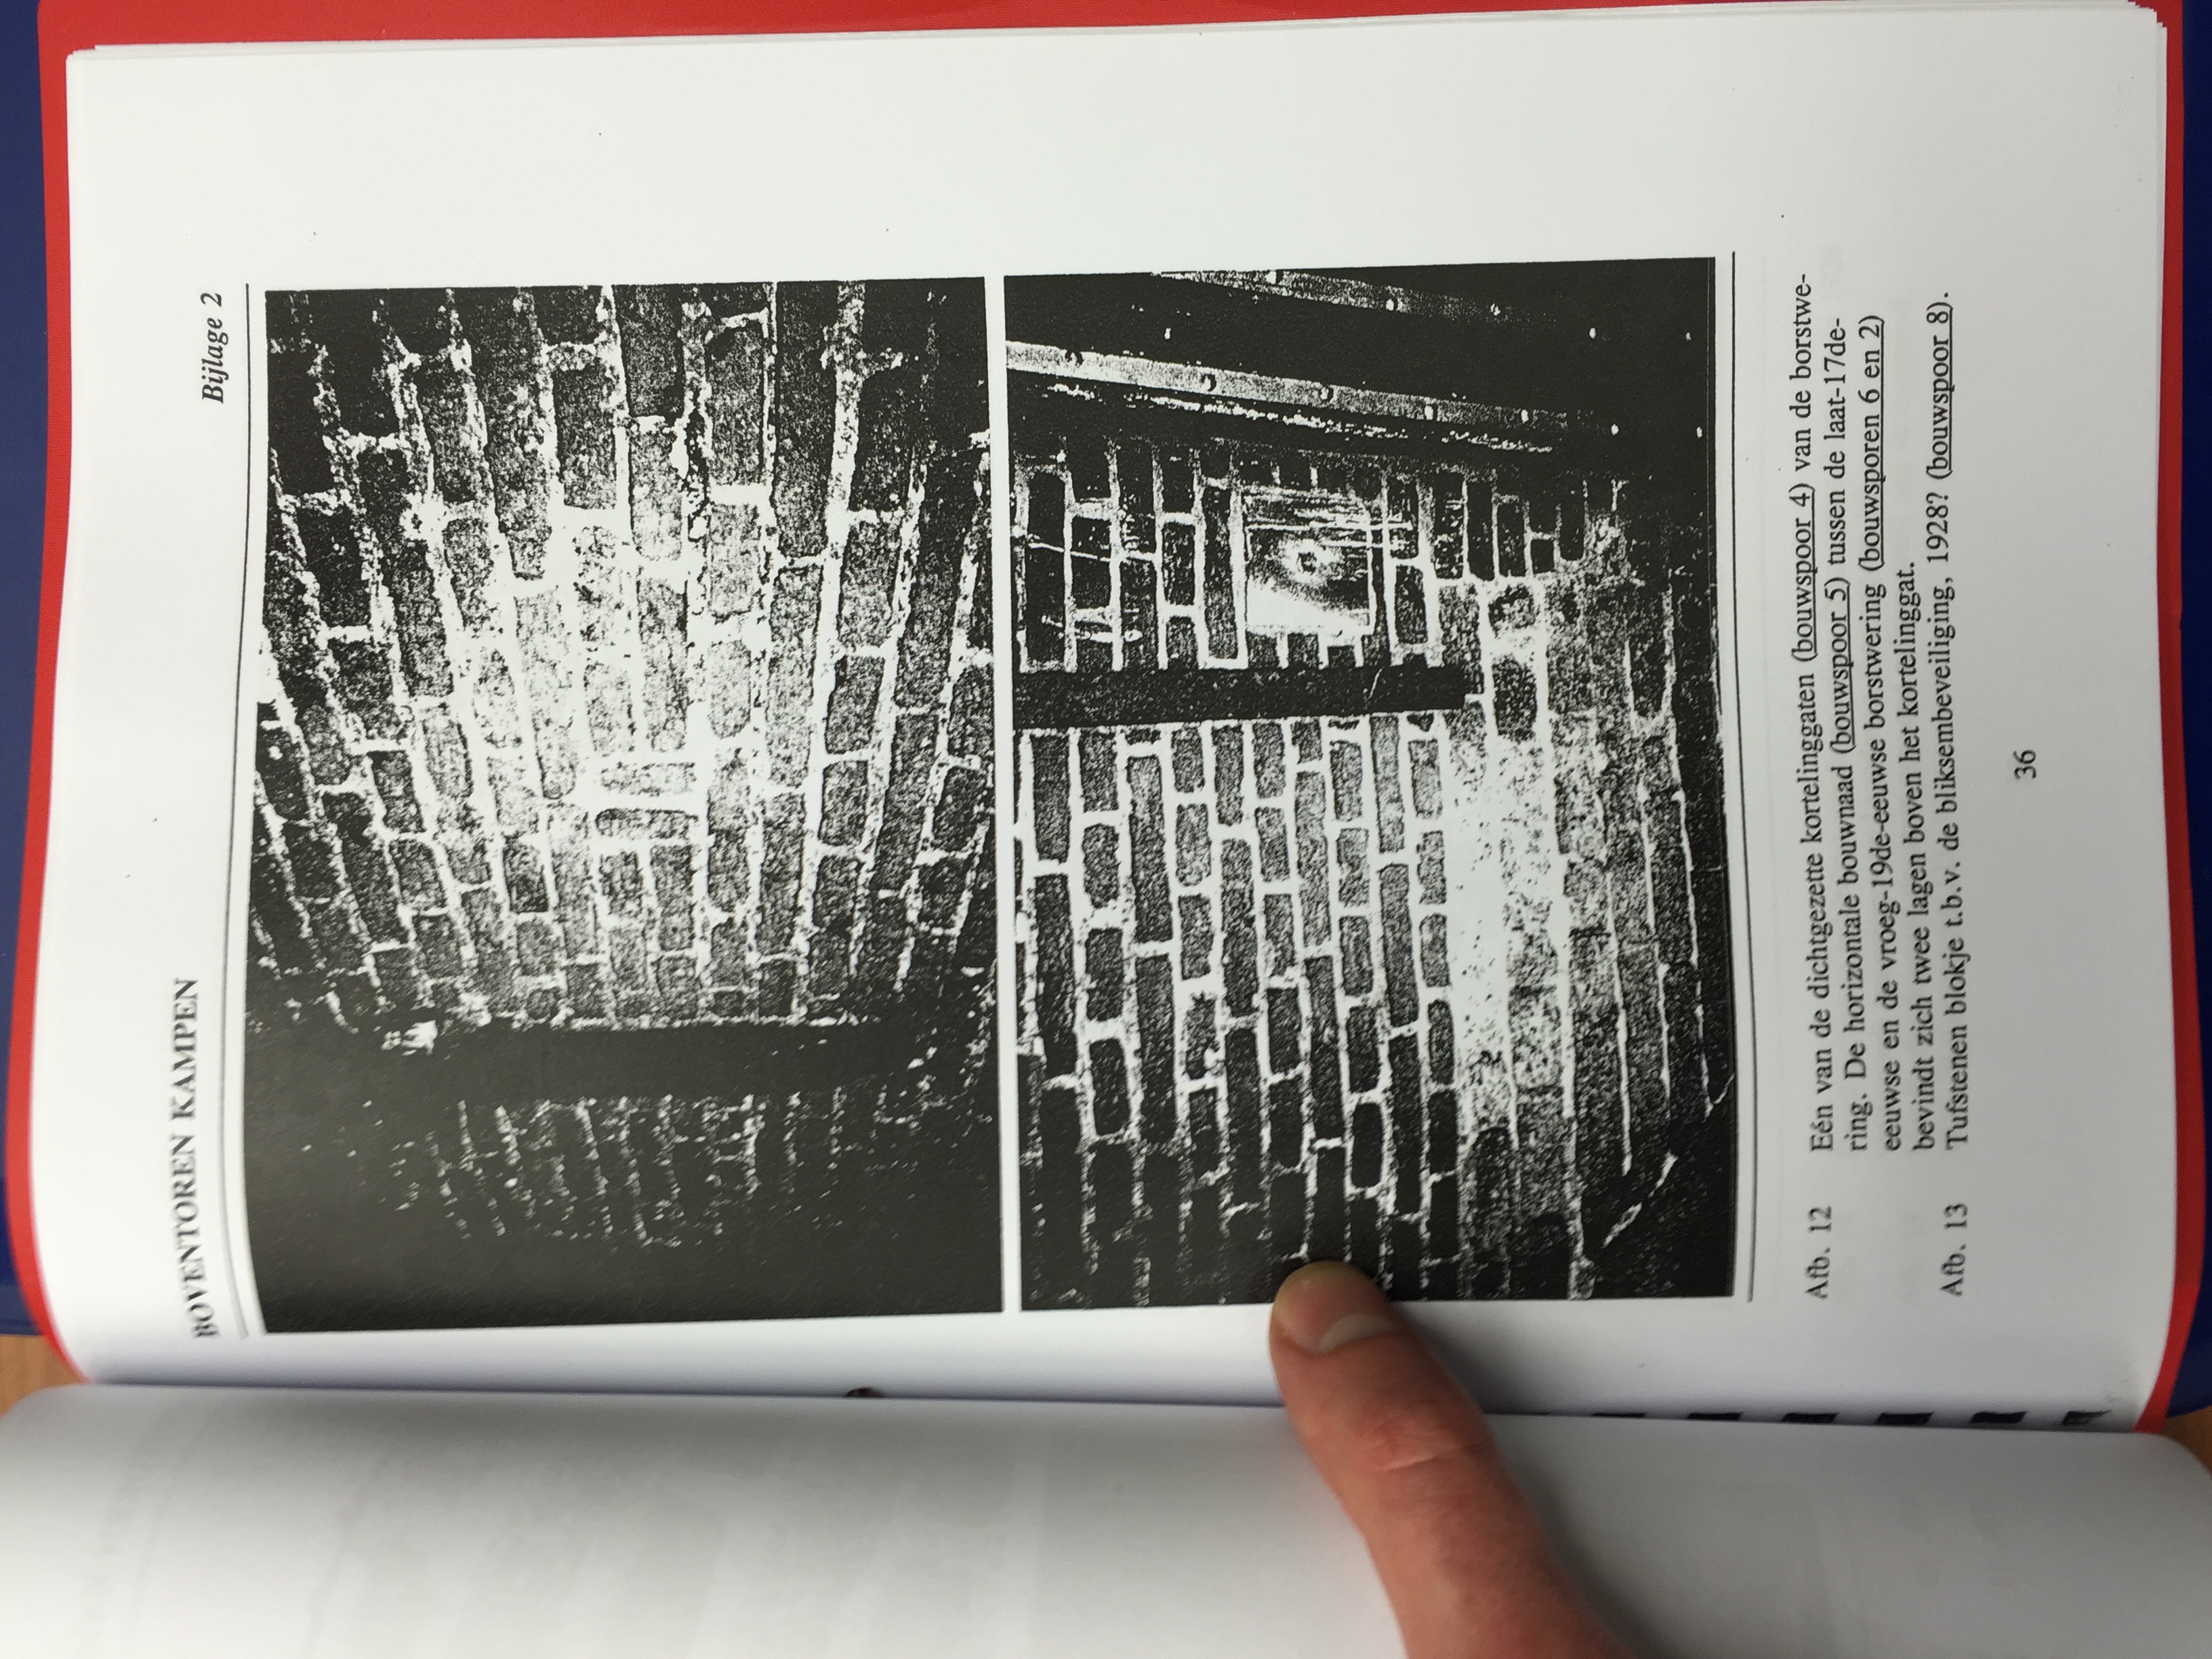 BOVENTOREN KAMPEN
Bijlage 2
Afb. 12 Eén van de dichtgezette kortelinggaten (bouwspoor 4) van de borstwe-
ring. De horizontale bouwnaad (bouwspoor 5) tussen de laat-17de-
eeuwse en de vroeg-19de-eeuwse borstwering (bouwsporen 6 en 2)
bevindt zich twee lagen boven het kortelinggat.
Afb. 13 Tufstenen blokje t.b.v. de bliksembeveiliging, 1928? (bouwspoor 8).
36